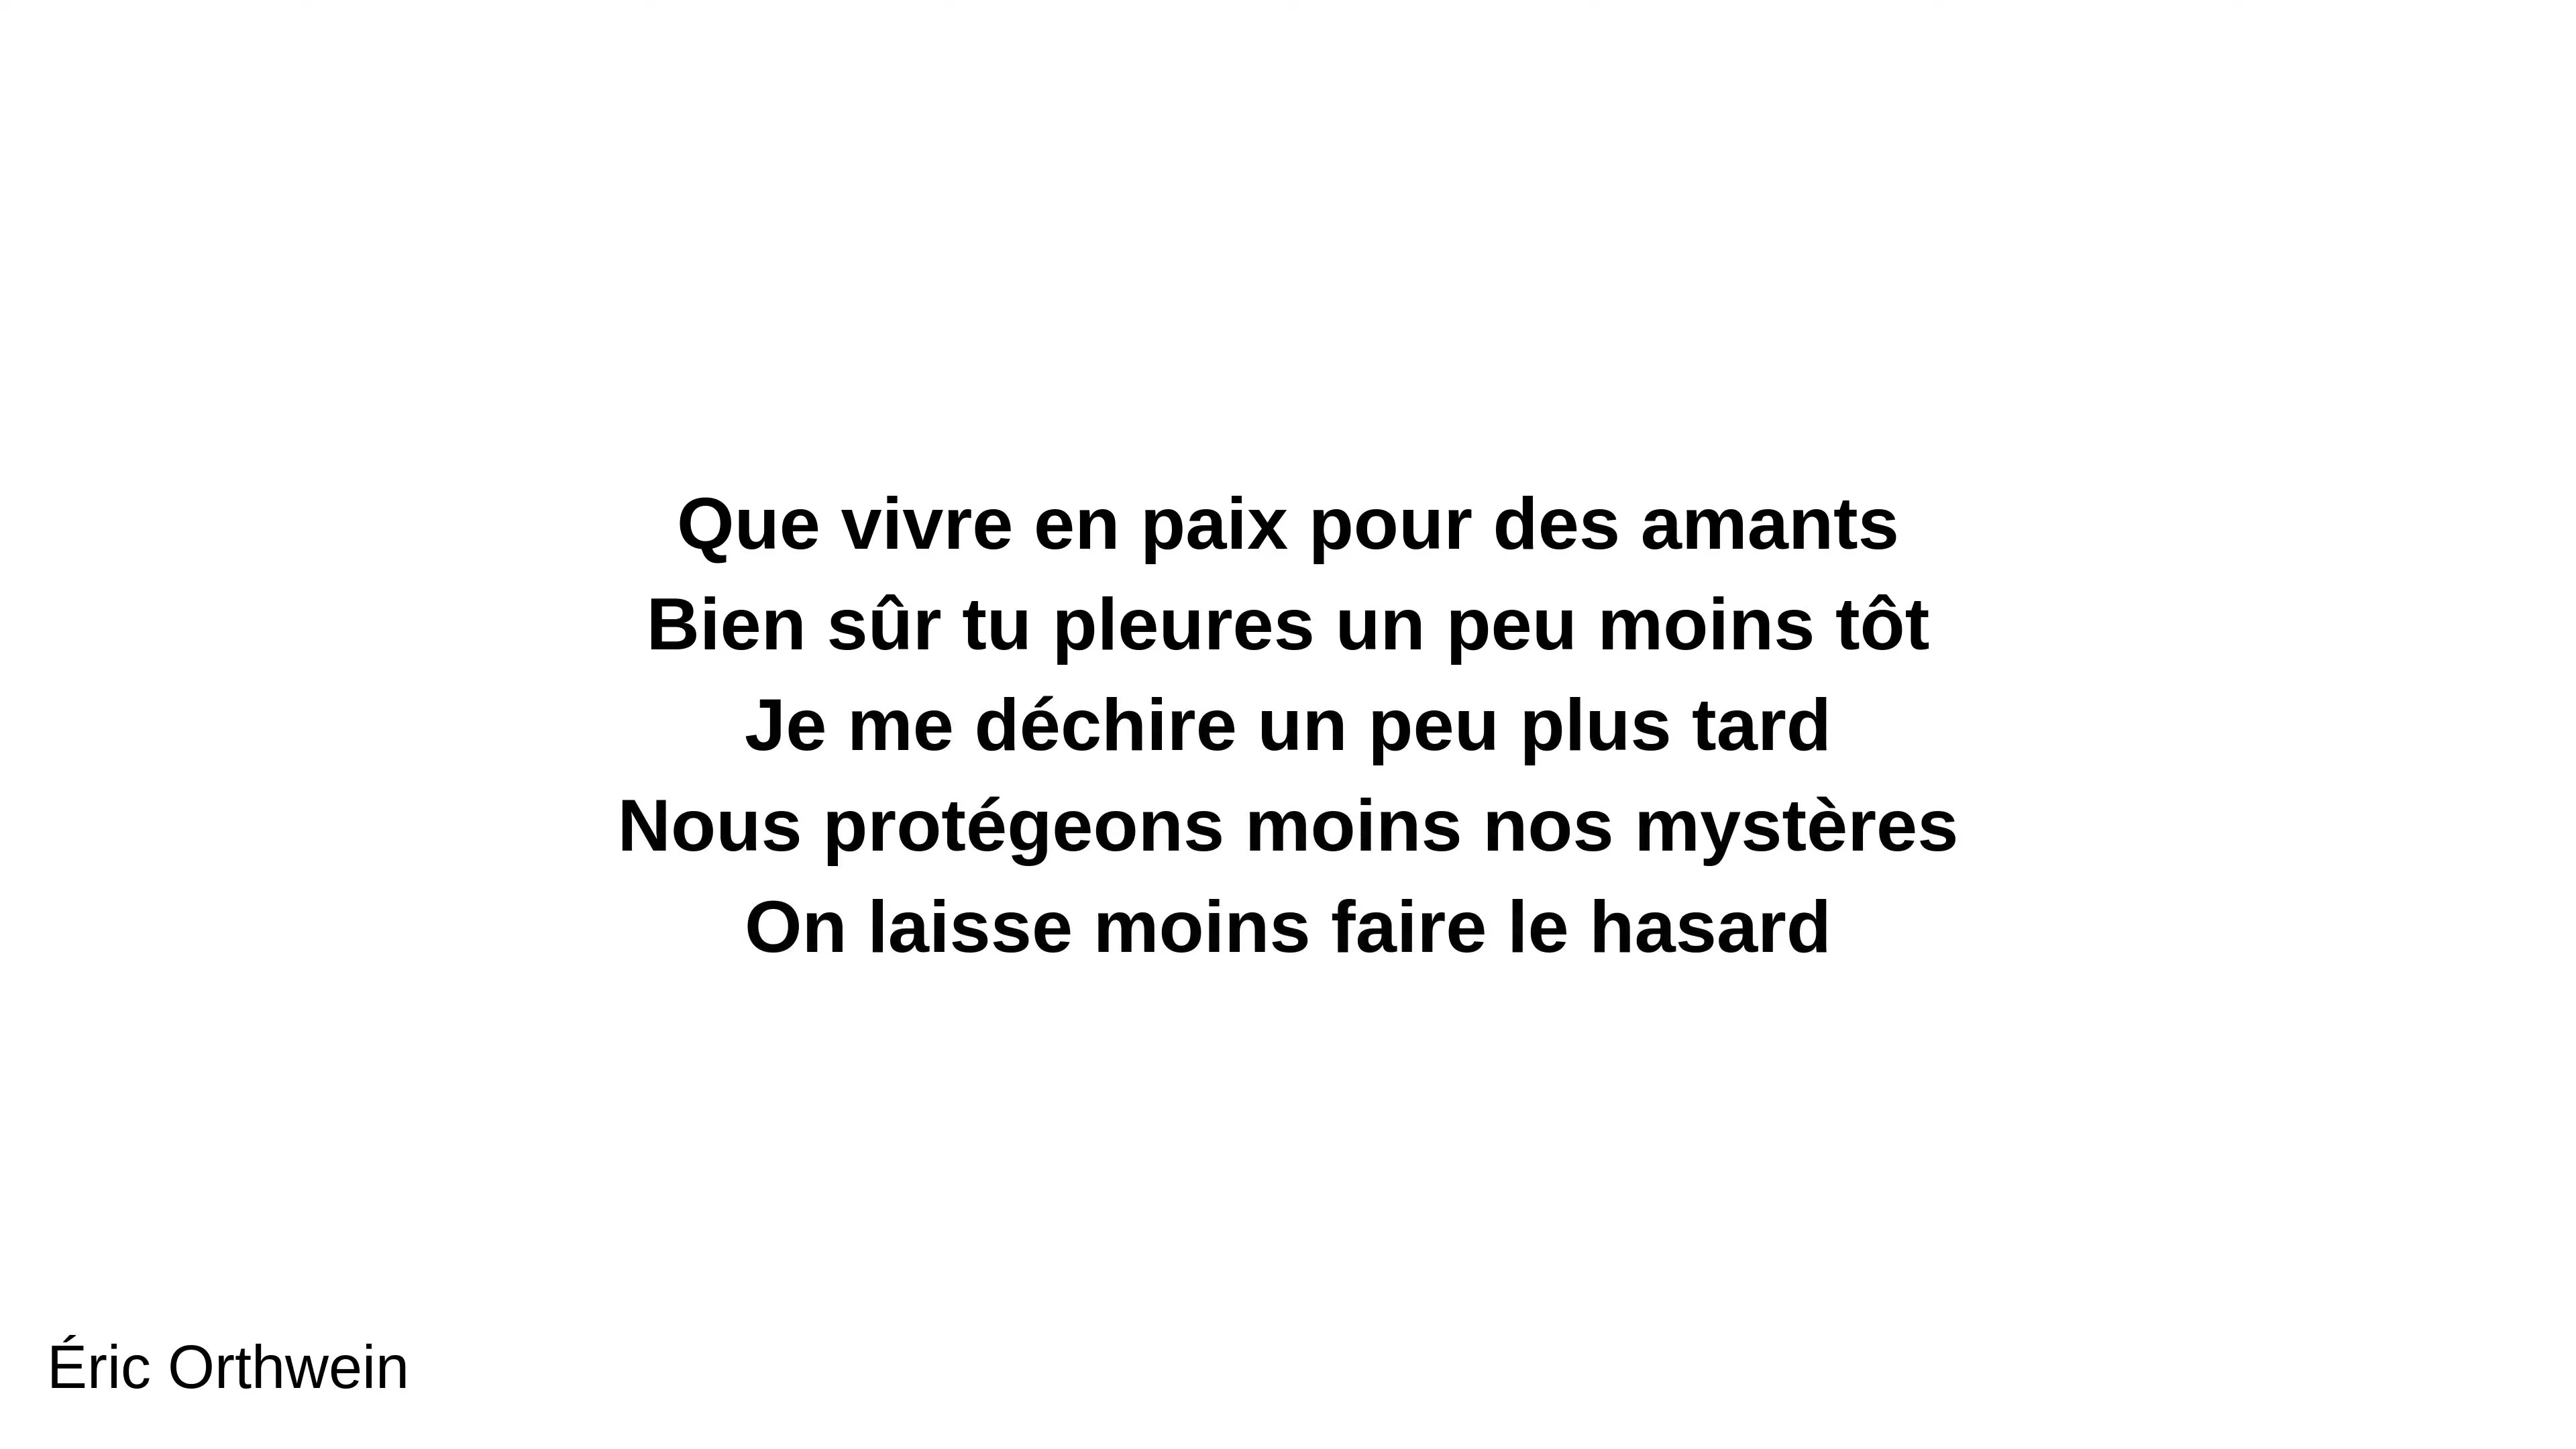 Que vivre en paix pour des amants
Bien sûr tu pleures un peu moins tôt
Je me déchire un peu plus tard
Nous protégeons moins nos mystères
On laisse moins faire le hasard
Éric Orthwein